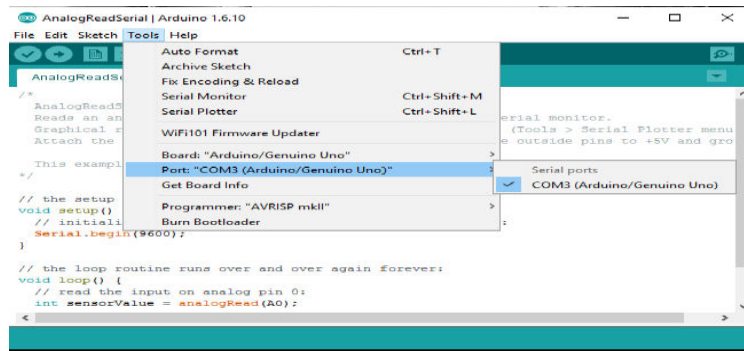 AnalogReadSerial | Arduino 1.6.10
File Edit Sketch Tools Help
AnalogReadSe
Auto Format Ctrl+T
Archive Sketch
Fix Encoding & Reload
Serial Monitor Ctrl+Shift+M
Serial Plotter Ctrl+Shift+L
WiFi101 Firmware Updater
Board: "Arduino/Genuino Uno"
Port: "COM3 (Arduino/Genuino Uno)"
Get Board Info
Programmer: "AVRISP mkII"
Burn Bootloader
Serial ports
COM3 (Arduino/Genuino Uno)
/*
AnalogReadS
Reads an an erial monitor.
Graphical r (Tools > Serial Plotter menu
Attach the e outside pins to +5V and gro
This exampl
*/
// the setup
void setup()
// initiali :
Serial.begin(9600);
}
// the loop routine runs over and over again forever:
void loop() {
// read the input on analog pin 0:
int sensorValue = analogRead(A0);